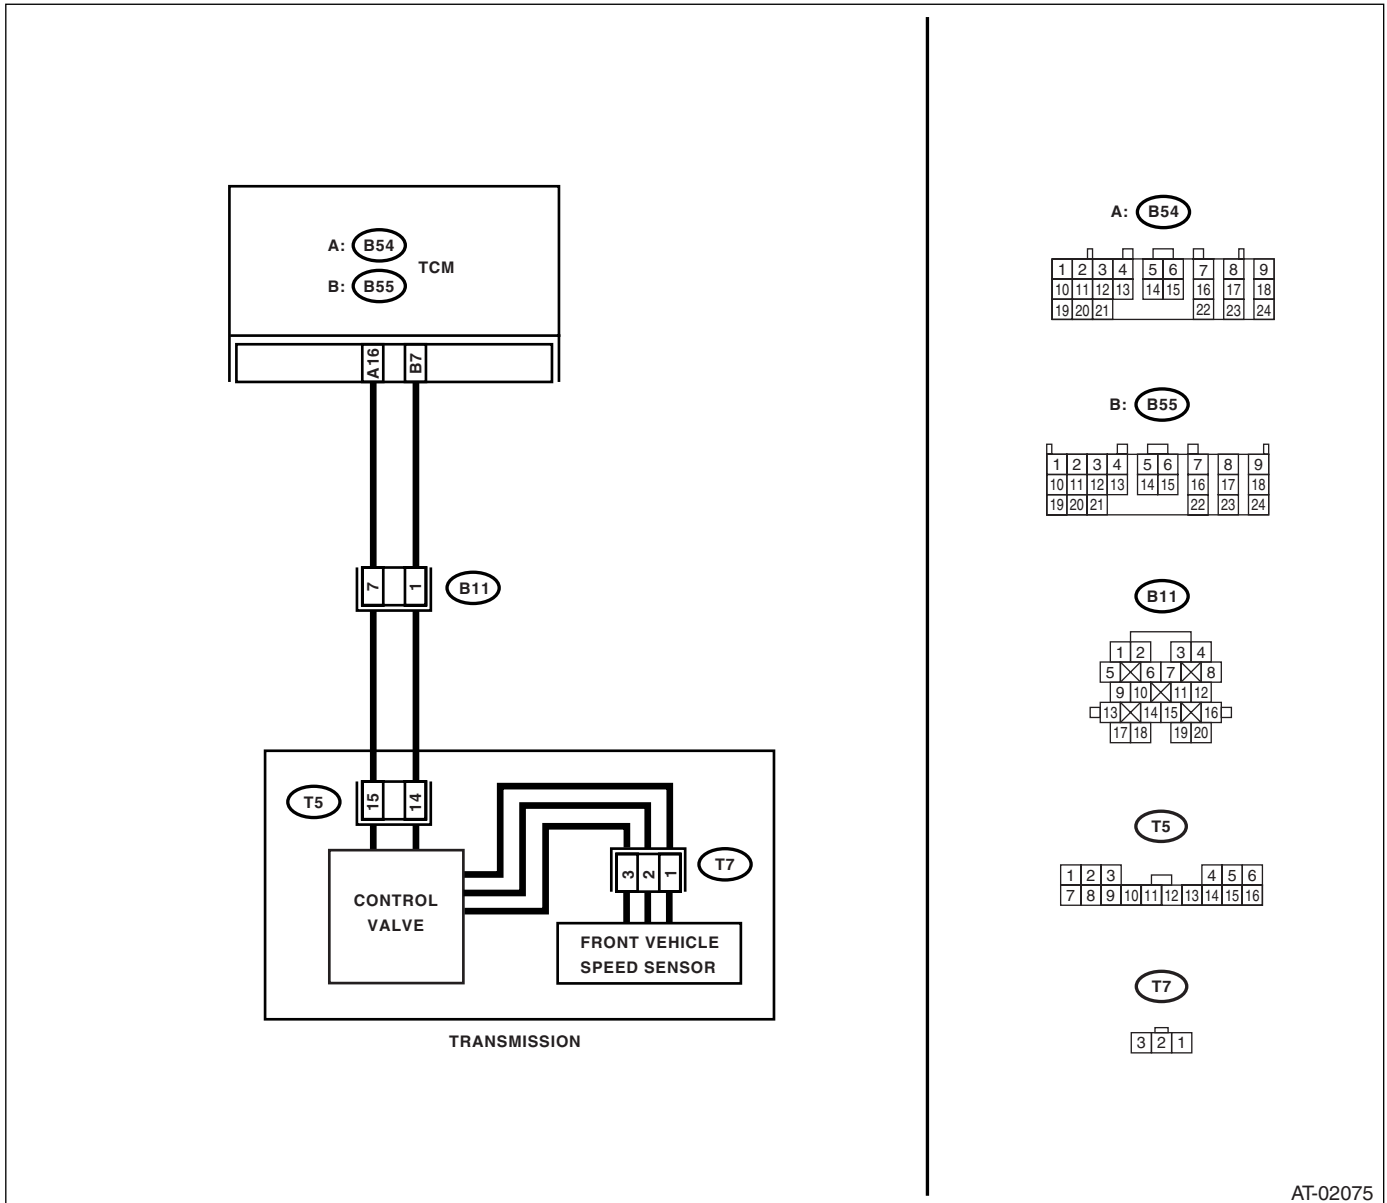 A: B54
TCM
B: B55
A16 B7
7 1 B11
T5 15 14
3 2 1 T7
CONTROL
VALVE
FRONT VEHICLE
SPEED SENSOR
TRANSMISSION
A: B54
1 2 3 4 5 6 7 8 9
10 11 12 13 14 15 16 17 18
19 20 21 22 23 24
B: B55
1 2 3 4 5 6 7 8 9
10 11 12 13 14 15 16 17 18
19 20 21 22 23 24
B11
1 2 3 4
5 6 7 8
9 10 11 12
13 14 15 16
17 18 19 20
T5
1 2 3 4 5 6
7 8 9 10 11 12 13 14 15 16
T7
3 2 1
AT-02075